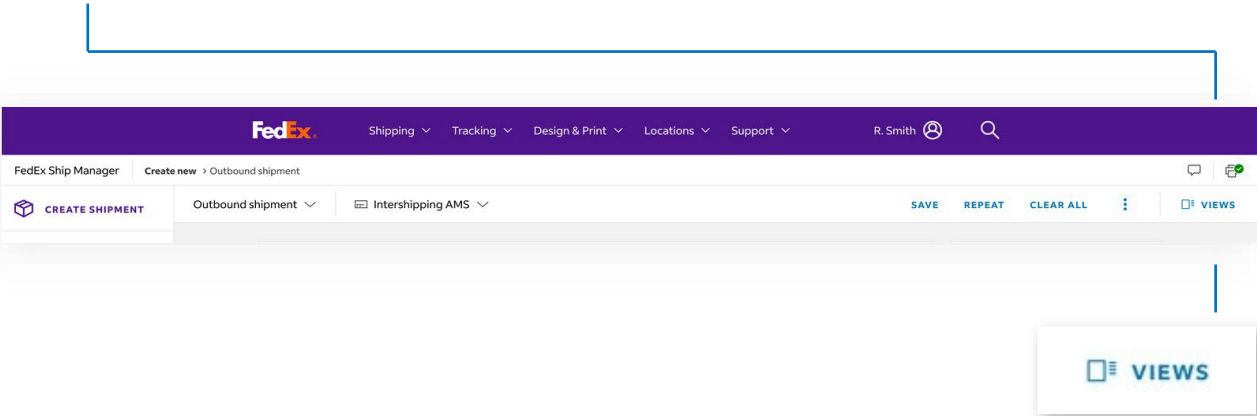 FedEx. Shipping Tracking Design & Print Locations Support R. Smith
FedEx Ship Manager Create new > Outbound shipment
CREATE SHIPMENT Outbound shipment Intershipping AMS SAVE REPEAT CLEAR ALL VIEWS
VIEWS